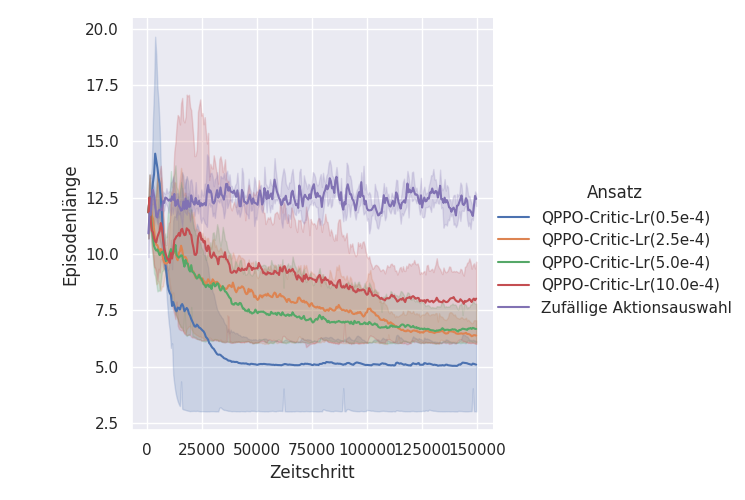 20.0
17.5
15.0
12.5
10.0
7.5
5.0
2.5
Episodenlänge
0 25000 50000 75000 100000 125000 150000
Zeitschritt
Ansatz
QPPO-Critic-Lr(0.5e-4)
QPPO-Critic-Lr(2.5e-4)
QPPO-Critic-Lr(5.0e-4)
QPPO-Critic-Lr(10.0e-4)
Zufällige Aktionsauswahl